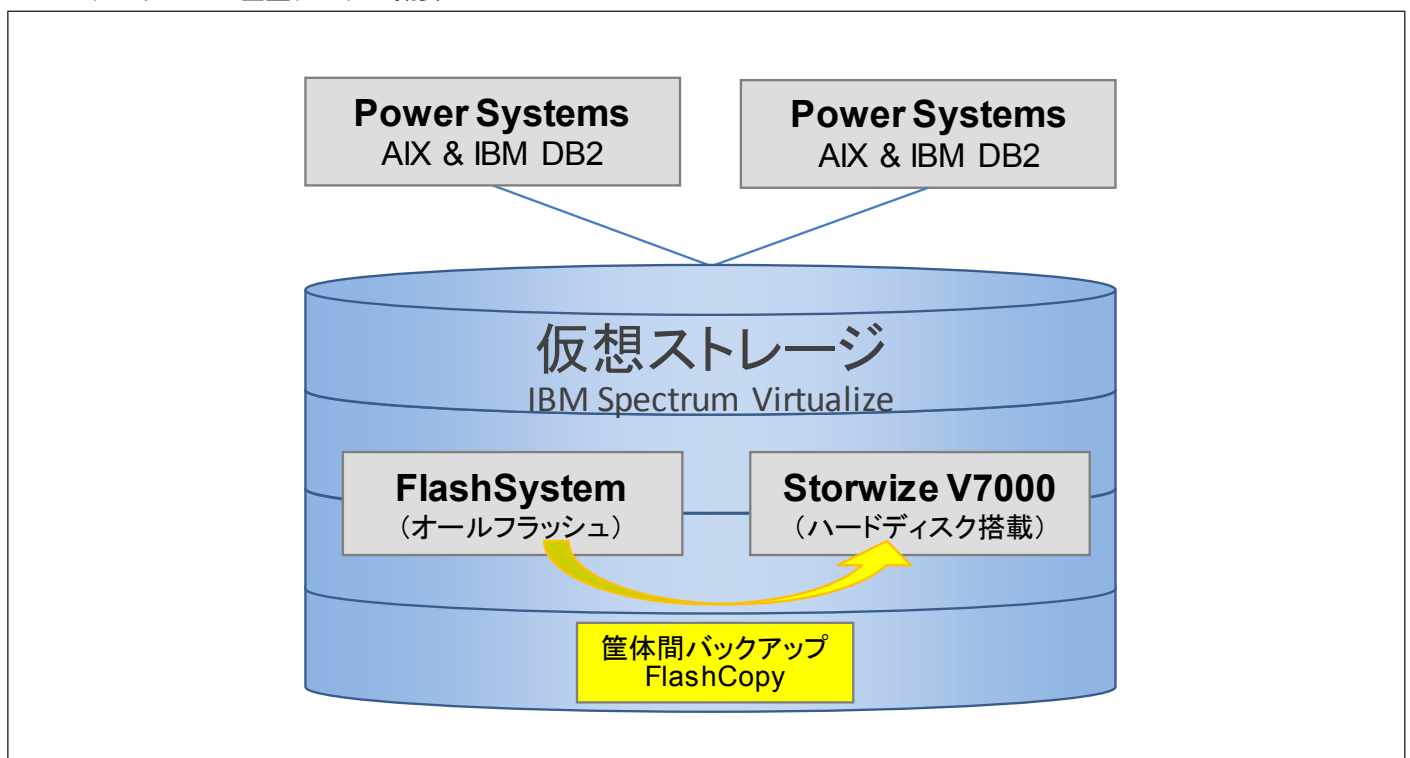 Power Systems
AIX & IBM DB2
Power Systems
AIX & IBM DB2
仮想ストレージ
IBM Spectrum Virtualize
FlashSystem
（オールフラッシュ）
Storwize V7000
（ハードディスク搭載）
筐体間バックアップ
FlashCopy